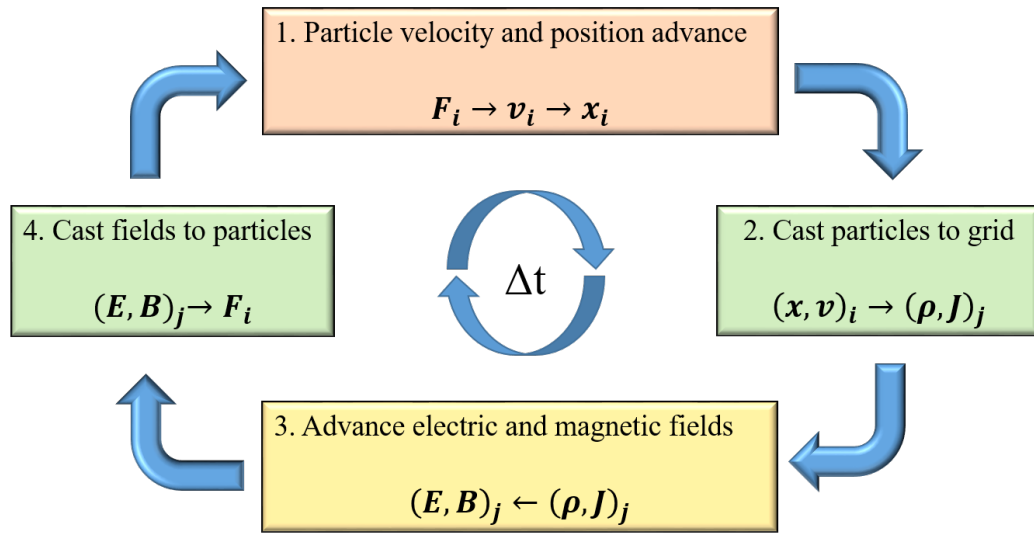 1. Particle velocity and position advance
F_i → v_i → x_i
4. Cast fields to particles
(E, B)_j → F_i
Δt
2. Cast particles to grid
(x, v)_i → (ρ, J)_j
3. Advance electric and magnetic fields
(E, B)_j ← (ρ, J)_j